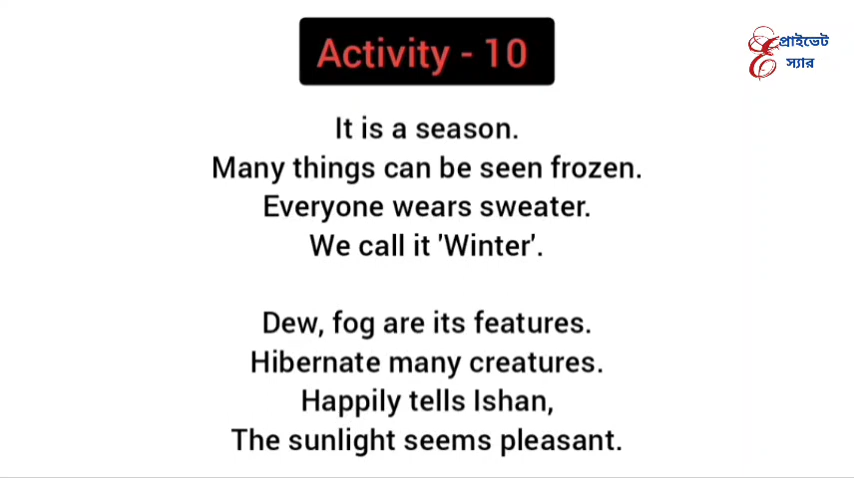 Activity - 10
প্রাইভেট
স্যার
It is a season.
Many things can be seen frozen.
Everyone wears sweater.
We call it 'Winter'.
Dew, fog are its features.
Hibernate many creatures.
Happily tells Ishan,
The sunlight seems pleasant.